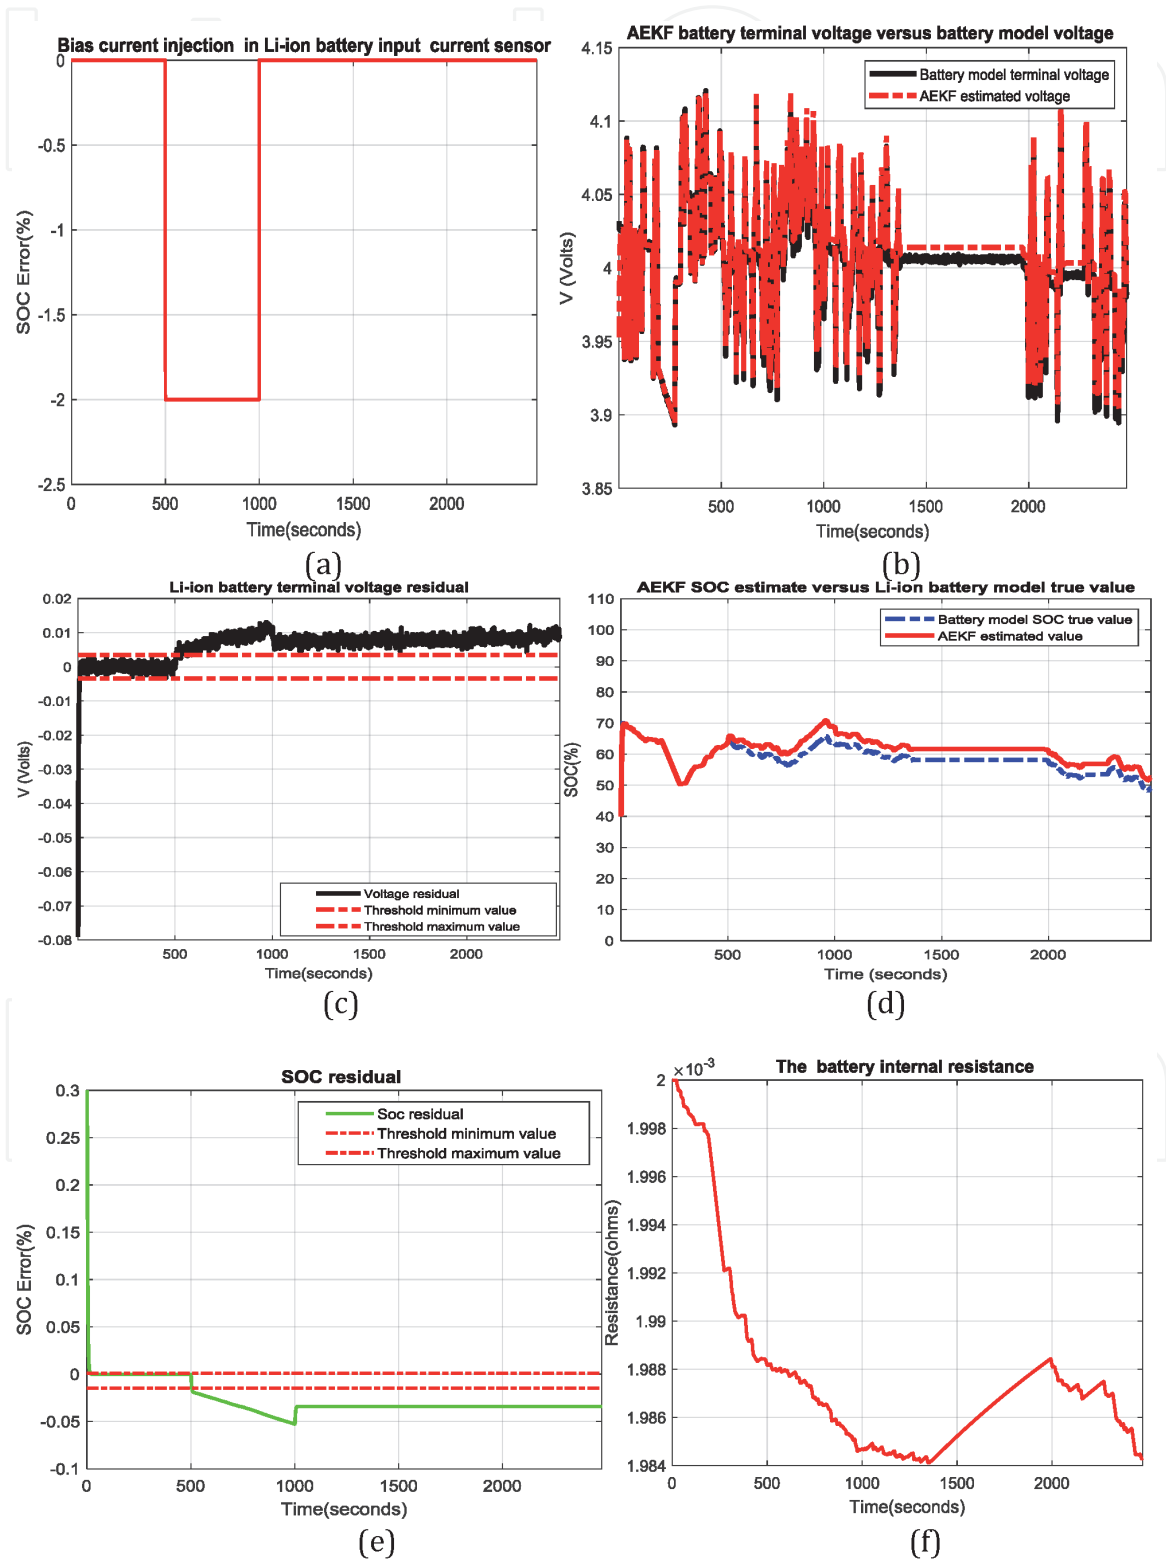 Bias current injection in Li-ion battery input current sensor
0
-0.5
-1
-1.5
-2
-2.5
SOC Error(%)
0 500 1000 1500 2000
Time(seconds)
(a)
AEKF battery terminal voltage versus battery model voltage
4.15
4.1
4.05
4
3.95
3.9
3.85
V (Volts)
Battery model terminal voltage
AEKF estimated voltage
500 1000 1500 2000
Time(seconds)
(b)
Li-ion battery terminal voltage residual
0.02
0.01
0
-0.01
-0.02
-0.03
-0.04
-0.05
-0.06
-0.07
-0.08
V (Volts)
Voltage residual
Threshold minimum value
Threshold maximum value
500 1000 1500 2000
Time(seconds)
(c)
AEKF SOC estimate versus Li-ion battery model true value
110
100
90
80
70
60
50
40
30
20
10
0
SOC(%)
Battery model SOC true value
AEKF estimated value
500 1000 1500 2000
Time (seconds)
(d)
SOC residual
0.3
0.25
0.2
0.15
0.1
0.05
0
-0.05
-0.1
SOC Error(%)
Soc residual
Threshold minimum value
Threshold maximum value
0 500 1000 1500 2000
Time(seconds)
(e)
The battery internal resistance
×10-3
2
1.998
1.996
1.994
1.992
1.99
1.988
1.986
1.984
Resistance(ohms)
0 500 1000 1500 2000
Time(seconds)
(f)